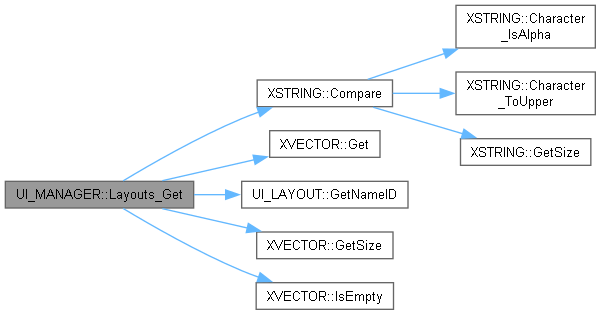 UI_MANAGER::Layouts_Get
XSTRING::Compare
XVECTOR::Get
UI_LAYOUT::GetNameID
XVECTOR::GetSize
XVECTOR::IsEmpty
XSTRING::Character
_IsAlpha
XSTRING::Character
_ToUpper
XSTRING::GetSize